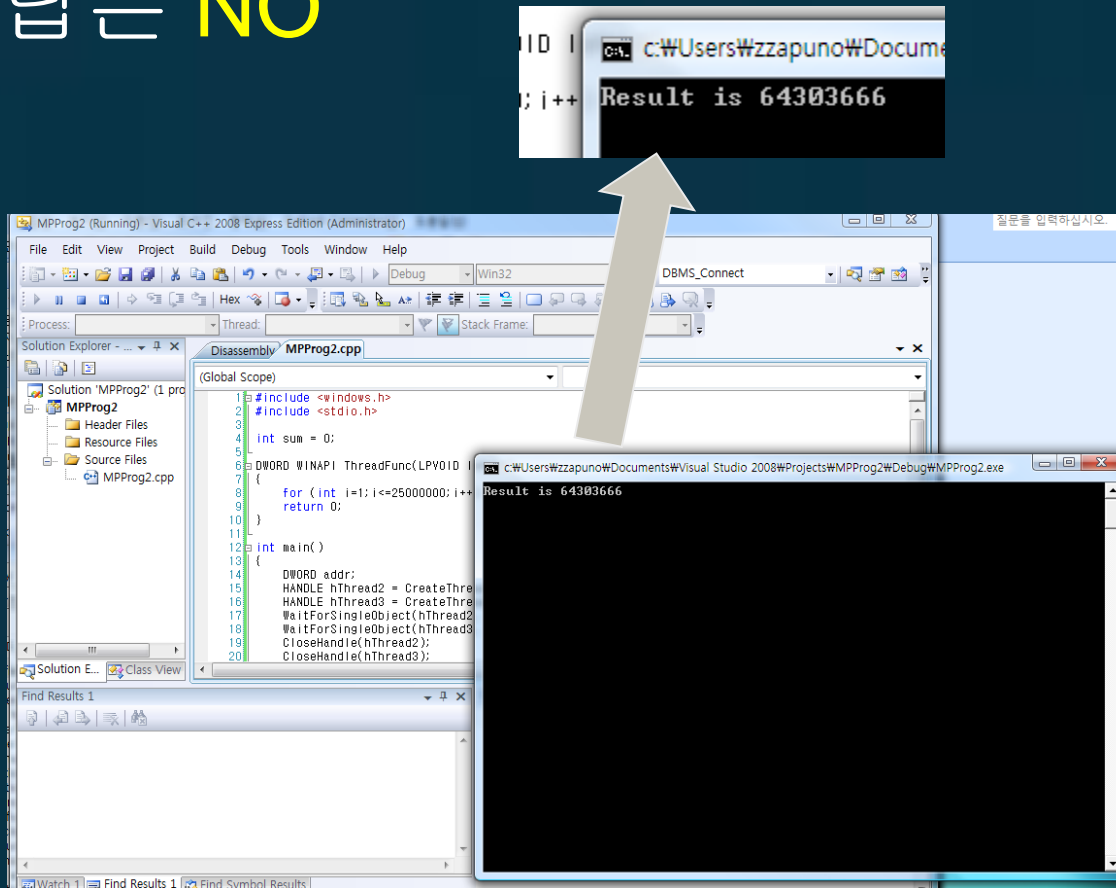 답은 NO
c:₩Users₩zzapuno₩Docume
Result is 64303666
MPProg2 (Running) - Visual C++ 2008 Express Edition (Administrator)
질문을 입력하십시오.
File Edit View Project Build Debug Tools Window Help
Debug Win32 DBMS_Connect
Hex
Process: Thread: Stack Frame:
Solution Explorer - ...
Disassembly MPProg2.cpp
(Global Scope)
Solution 'MPProg2' (1 pro
MPProg2
Header Files
Resource Files
Source Files
MPProg2.cpp
1 #include <windows.h>
2 #include <stdio.h>
3
4 int sum = 0;
5
6 DWORD WINAPI ThreadFunc(LPVOID l
7 {
8 for (int i=1;i<=25000000;i++
9 return 0;
10 }
11
12 int main()
13 {
14 DWORD addr;
15 HANDLE hThread2 = CreateThre
16 HANDLE hThread3 = CreateThre
17 WaitForSingleObject(hThread2
18 WaitForSingleObject(hThread3
19 CloseHandle(hThread2);
20 CloseHandle(hThread3);
c:₩Users₩zzapuno₩Documents₩Visual Studio 2008₩Projects₩MPProg2₩Debug₩MPProg2.exe
Result is 64303666
Solution E... Class View
Find Results 1
Watch 1 Find Results 1 Find Symbol Results